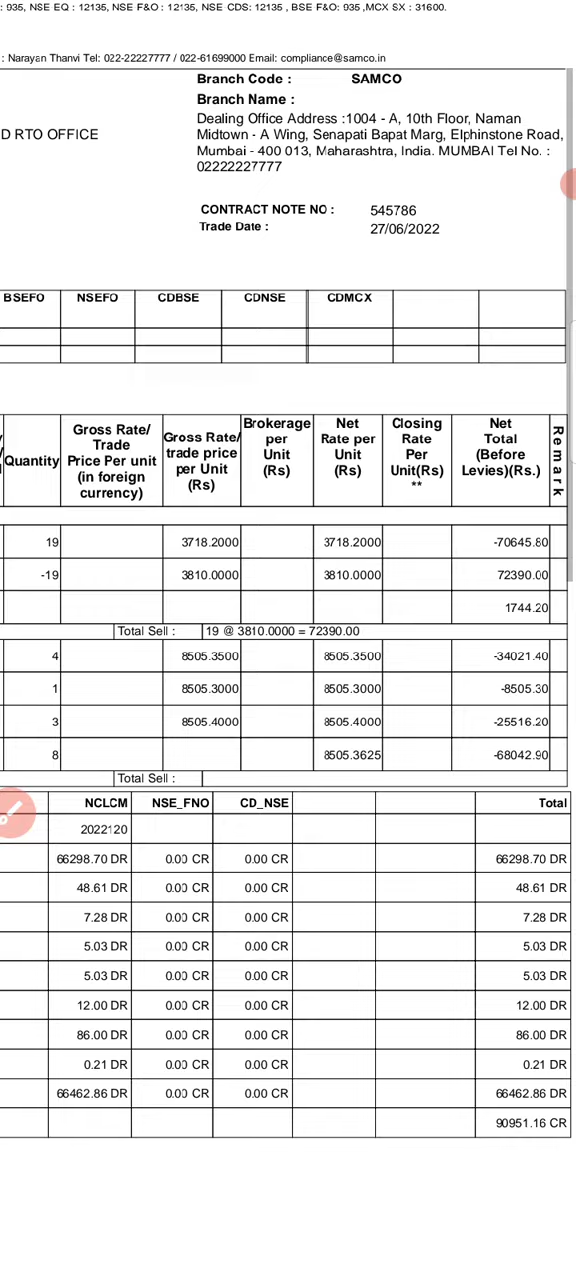 : 935, NSE EQ : 12135, NSE F&O : 12135, NSE CDS: 12135 , BSE F&O: 935 ,MCX SX : 31600.
: Narayan Thanvi Tel: 022-22227777 / 022-61699000 Email: compliance@samco.in
Branch Code : SAMCO
Branch Name :
Dealing Office Address :1004 - A, 10th Floor, Naman
D RTO OFFICE Midtown - A Wing, Senapati Bapat Marg, Elphinstone Road,
Mumbai - 400 013, Maharashtra, India. MUMBAI Tel No. :
02222227777
CONTRACT NOTE NO : 545786
Trade Date : 27/06/2022
BSEFO NSEFO CDBSE CDNSE CDMCX
Quantity
Gross Rate/
Trade
Price Per unit
(in foreign
currency)
Gross Rate/
trade price
per Unit
(Rs)
Brokerage
per
Unit
(Rs)
Net
Rate per
Unit
(Rs)
Closing
Rate
Per
Unit(Rs)
**
Net
Total
(Before
Levies)(Rs.)
Remark
19 3718.2000 3718.2000 -70645.80
-19 3810.0000 3810.0000 72390.00
1744.20
Total Sell : 19 @ 3810.0000 = 72390.00
4 8505.3500 8505.3500 -34021.40
1 8505.3000 8505.3000 -8505.30
3 8505.4000 8505.4000 -25516.20
8 8505.3625 -68042.90
Total Sell :
NCLCM NSE_FNO CD_NSE Total
2022120
66298.70 DR 0.00 CR 0.00 CR 66298.70 DR
48.61 DR 0.00 CR 0.00 CR 48.61 DR
7.28 DR 0.00 CR 0.00 CR 7.28 DR
5.03 DR 0.00 CR 0.00 CR 5.03 DR
5.03 DR 0.00 CR 0.00 CR 5.03 DR
12.00 DR 0.00 CR 0.00 CR 12.00 DR
86.00 DR 0.00 CR 0.00 CR 86.00 DR
0.21 DR 0.00 CR 0.00 CR 0.21 DR
66462.86 DR 0.00 CR 0.00 CR 66462.86 DR
90951.16 CR